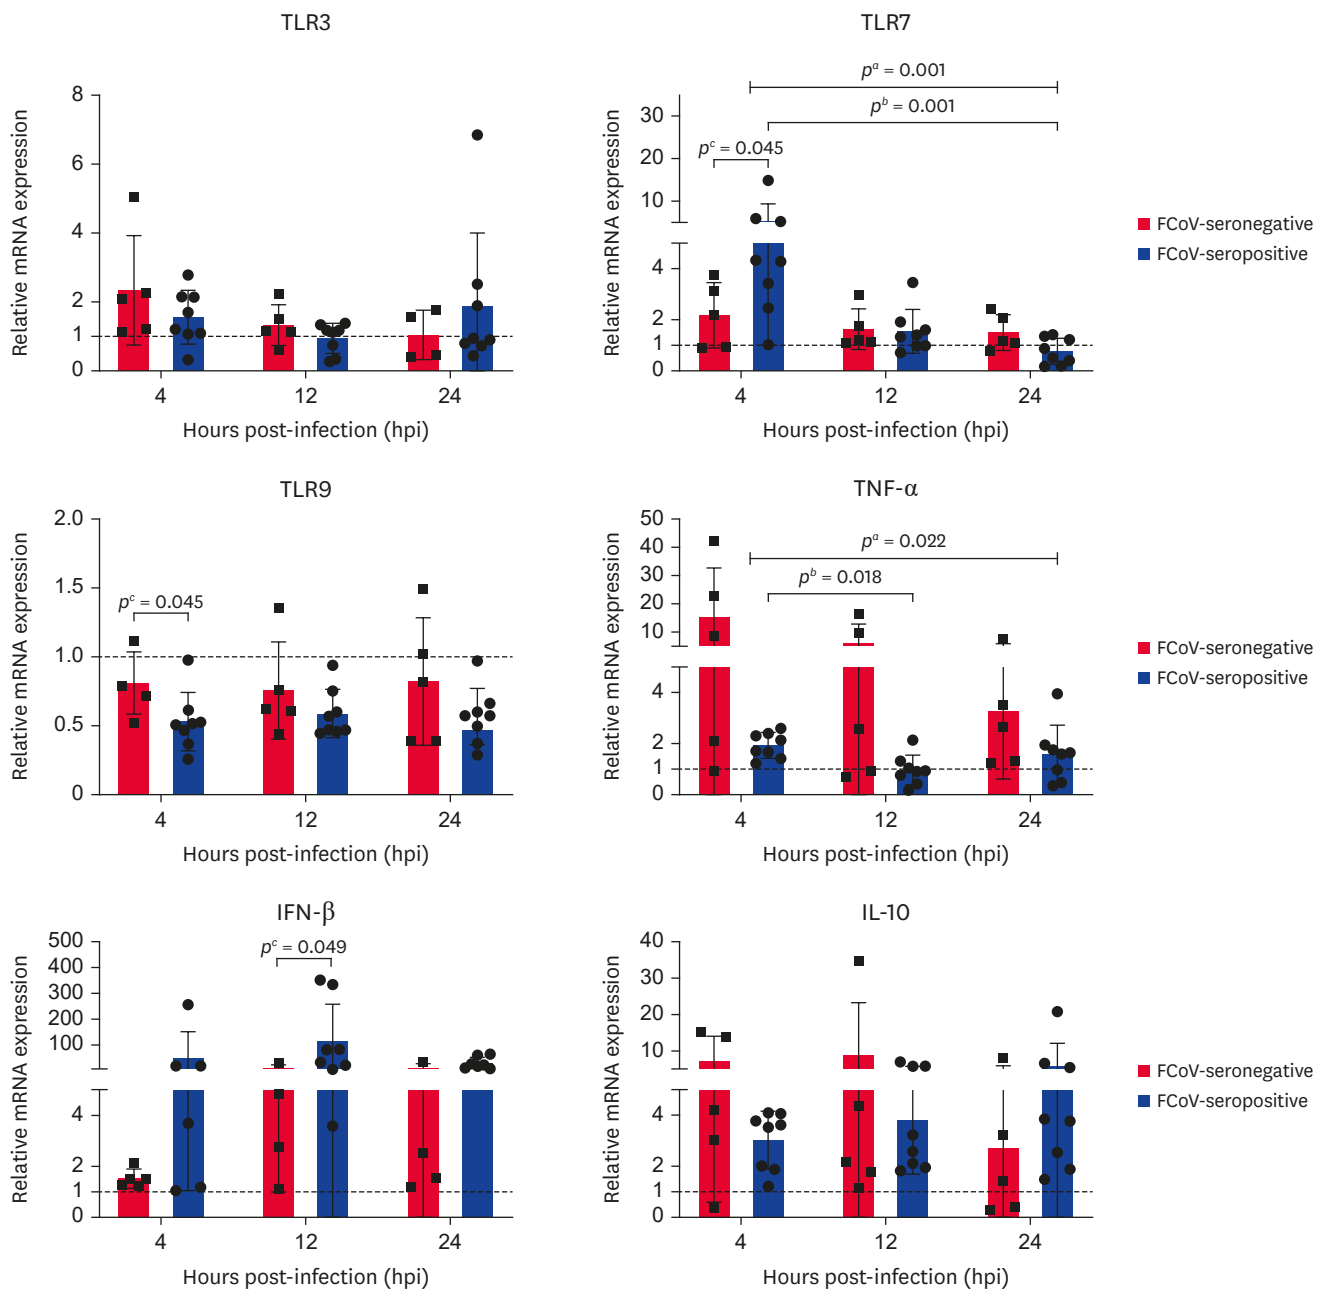 TLR3
Relative mRNA expression
8
6
4
2
1
0
4
12
24
Hours post-infection (hpi)
TLR7
Relative mRNA expression
30
20
10
4
2
1
0
pᵃ = 0.001
pᵇ = 0.001
pᶜ = 0.045
4
12
24
Hours post-infection (hpi)
FCoV-seronegative
FCoV-seropositive
TLR9
Relative mRNA expression
2.0
1.5
1.0
0.5
0
pᶜ = 0.045
4
12
24
Hours post-infection (hpi)
TNF-α
Relative mRNA expression
50
40
30
20
10
4
2
1
0
pᵃ = 0.022
pᵇ = 0.018
4
12
24
Hours post-infection (hpi)
FCoV-seronegative
FCoV-seropositive
IFN-β
Relative mRNA expression
500
400
300
200
100
4
2
1
0
pᶜ = 0.049
4
12
24
Hours post-infection (hpi)
IL-10
Relative mRNA expression
40
30
20
10
4
2
1
0
4
12
24
Hours post-infection (hpi)
FCoV-seronegative
FCoV-seropositive